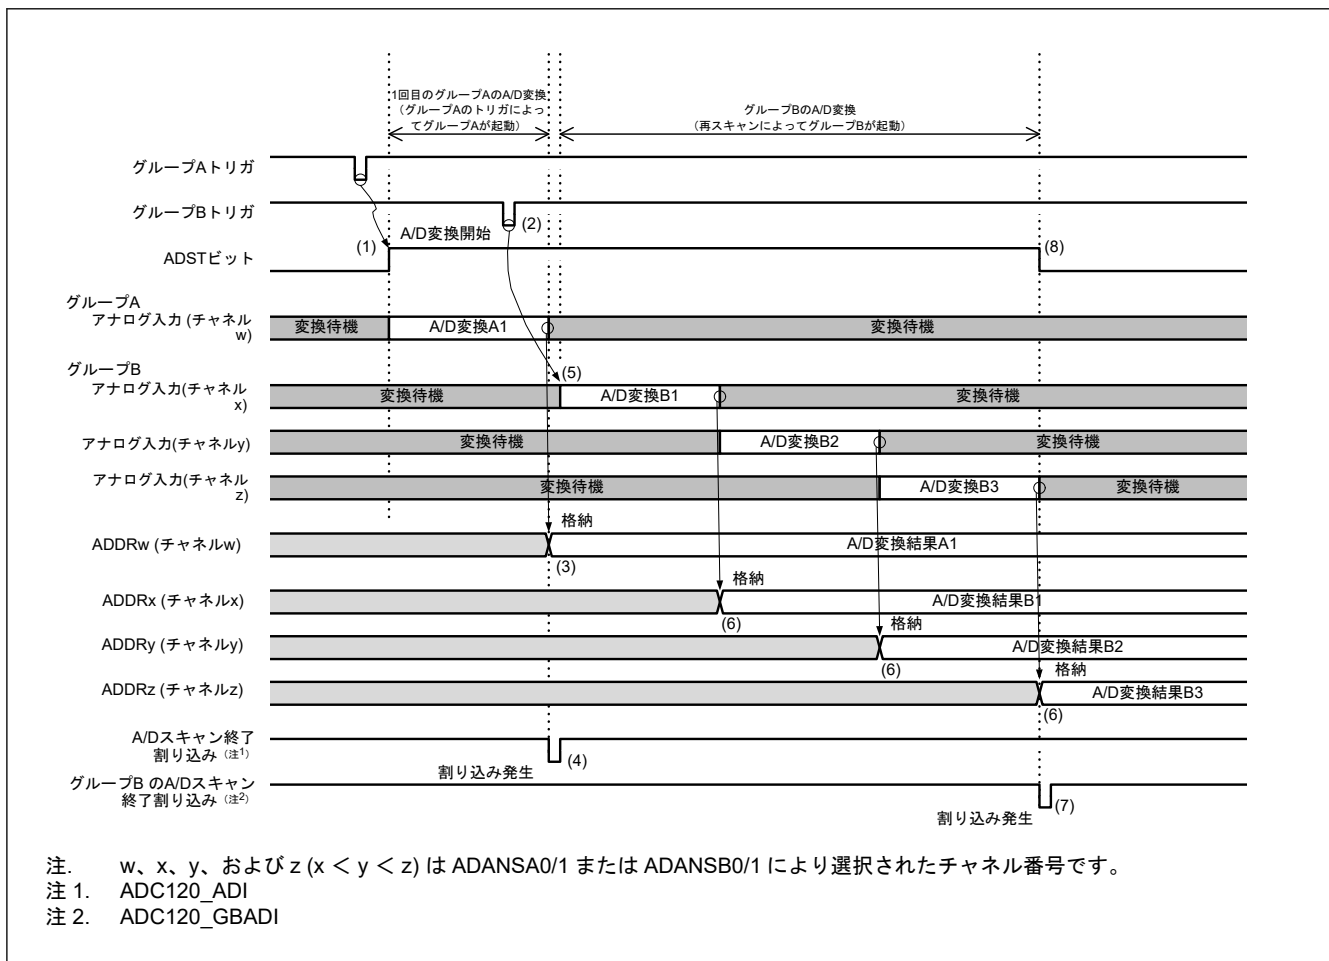 1回目のグループAのA/D変換
（グループAのトリガによっ
てグループAが起動）
グループBのA/D変換
（再スキャンによってグループBが起動）
グループAトリガ
グループBトリガ
(2)
A/D変換開始
(1)
(8)
ADSTビット
グループA
アナログ入力 (チャネル
w)
変換待機
A/D変換A1
変換待機
グループB
アナログ入力(チャネル
x)
(5)
変換待機
A/D変換B1
変換待機
アナログ入力(チャネルy)
変換待機
A/D変換B2
変換待機
アナログ入力(チャネル
z)
変換待機
A/D変換B3
変換待機
格納
ADDRw (チャネルw)
A/D変換結果A1
(3)
格納
ADDRx (チャネルx)
A/D変換結果B1
(6)
格納
ADDRy (チャネルy)
A/D変換結果B2
(6)
格納
ADDRz (チャネルz)
A/D変換結果B3
(6)
A/Dスキャン終了
割り込み（注1）
(4)
割り込み発生
グループB のA/Dスキャン
終了割り込み（注2）
(7)
割り込み発生
注. w、x、y、および z (x ＜ y ＜ z) は ADANSA0/1 または ADANSB0/1 により選択されたチャネル番号です。
注 1. ADC120_ADI
注 2. ADC120_GBADI